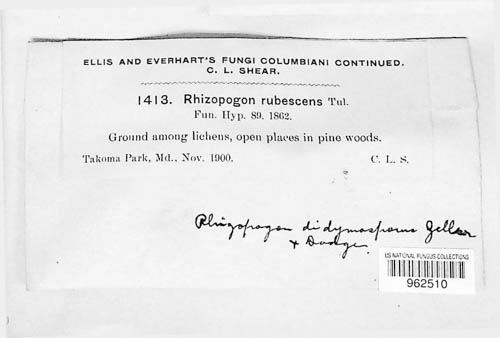 ELLIS AND EVERHART'S FUNGI COLUMBIANI CONTINUED.
C. L. SHEAR.
1413. Rhizopogon rubescens Tul.
Fun. Hyp. 89. 1862.
Ground among lichens, open places in pine woods.
Takoma Park, Md., Nov. 1900. C. L. S.
Rhizopogon didymosporus Zeller
+ Dodge.
US NATIONAL FUNGUS COLLECTIONS
962510